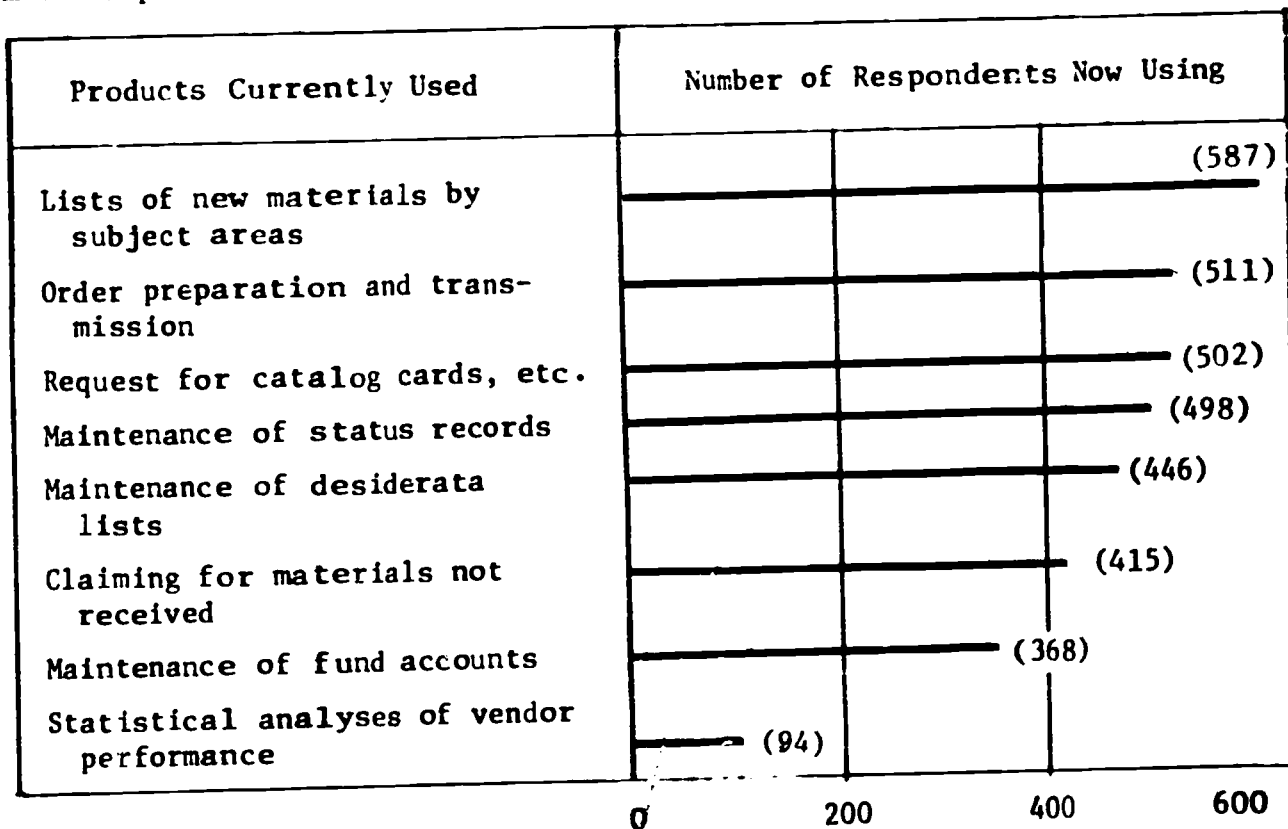 Products Currently Used
Number of Respondents Now Using
Lists of new materials by
subject areas
(587)
Order preparation and trans-
mission
(511)
Request for catalog cards, etc.
(502)
Maintenance of status records
(498)
Maintenance of desiderata
lists
(446)
Claiming for materials not
received
(415)
Maintenance of fund accounts
(368)
Statistical analyses of vendor
performance
(94)
0 200 400 600